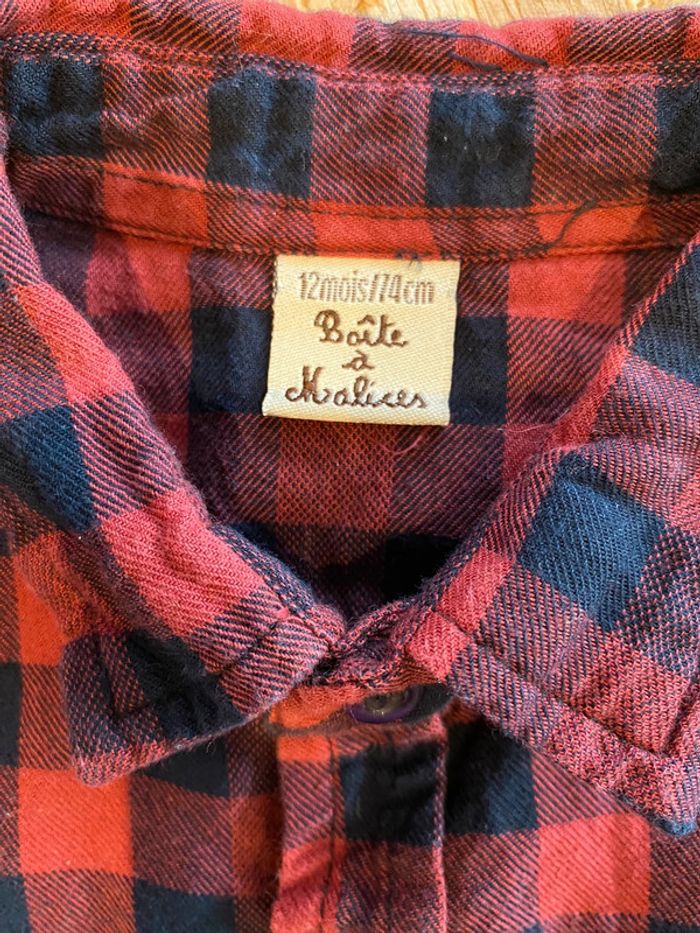 12mois/74cm
Boîte
à
Malices